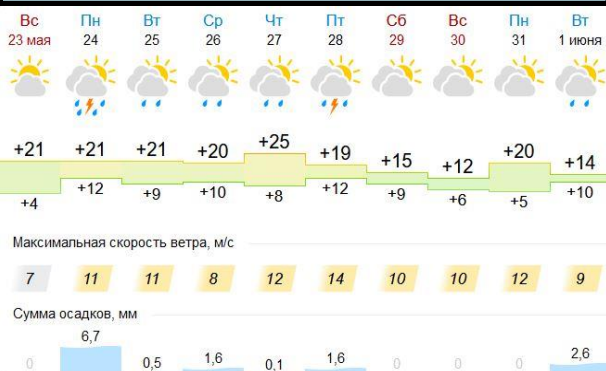 Вс Пн Вт Ср Чт Пт Сб Вс Пн Вт
23 мая 24 25 26 27 28 29 30 31 1 июня
+21 +21 +21 +20 +25 +19 +15 +12 +20 +14
+4 +12 +9 +10 +8 +12 +9 +6 +5 +10
Максимальная скорость ветра, м/с
7 11 11 8 12 14 10 10 12 9
Сумма осадков, мм
0 6,7 0,5 1,6 0,1 1,6 0 0 0 2,6